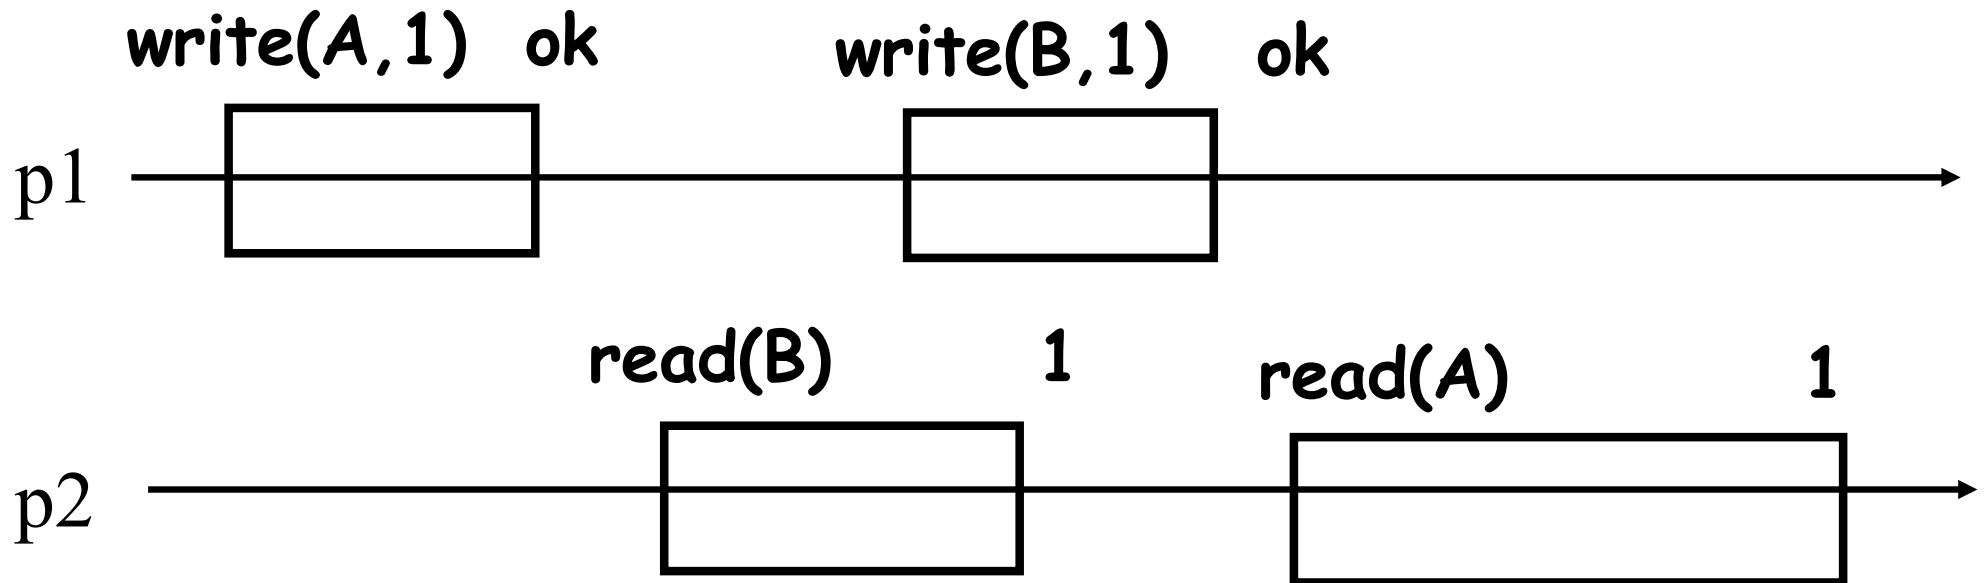 write(A,1) ok write(B,1) ok
p1
read(B) 1 read(A) 1
p2